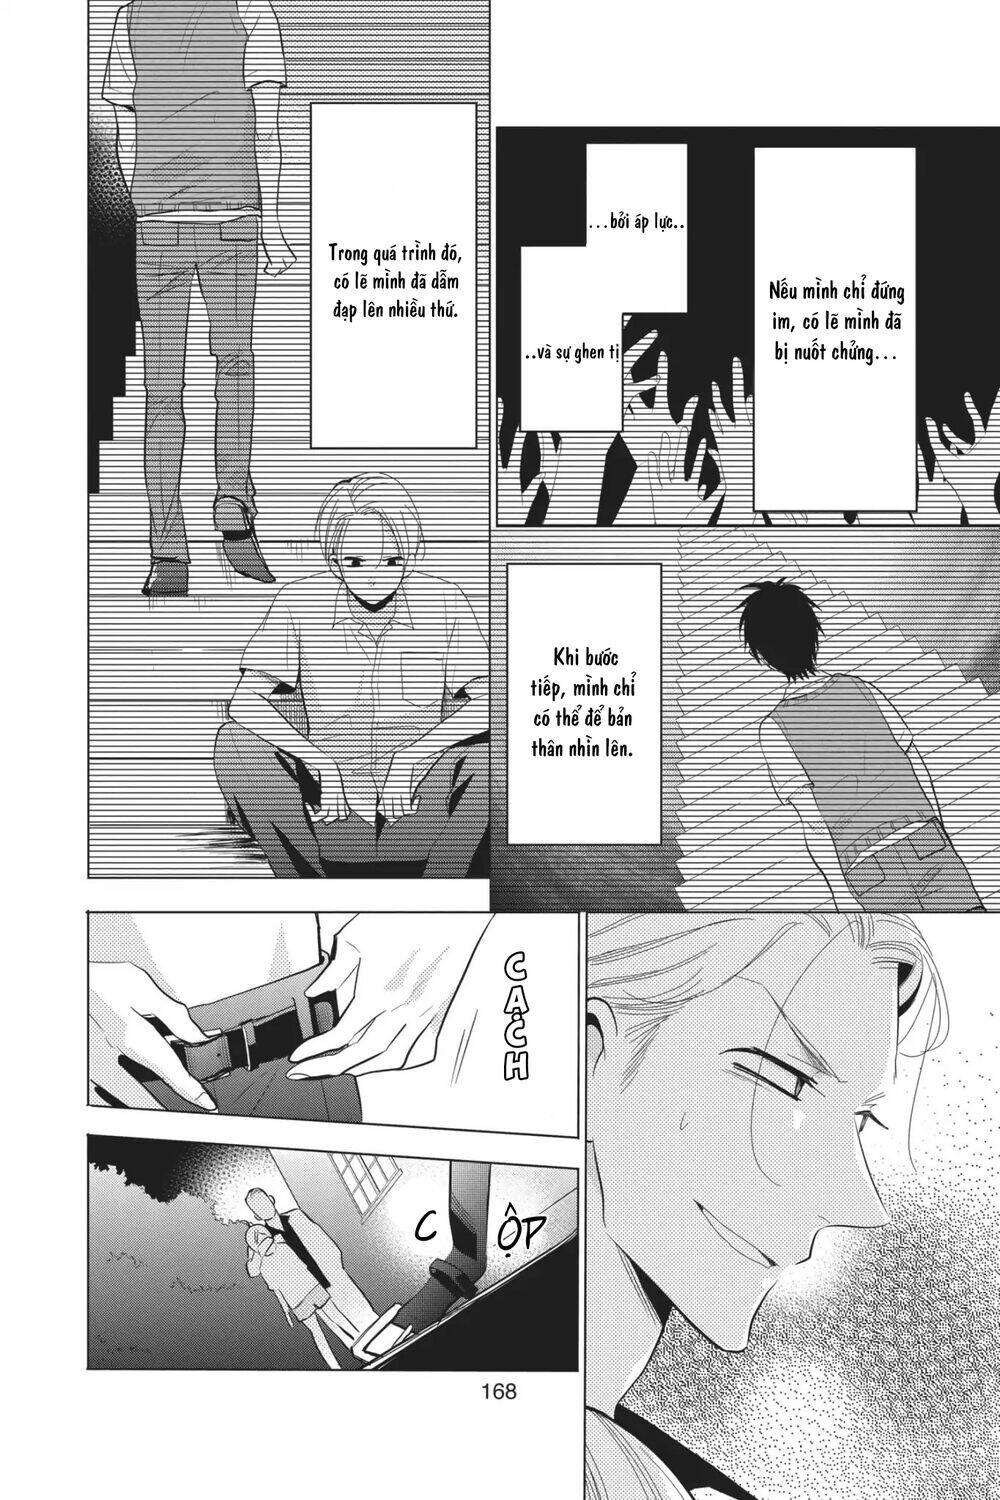 Nếu mình chỉ đứng
im, có lẽ mình đã
bị nuốt chửng...
...bởi áp lực..
..và sự ghen tị
Khi bước
tiếp, mình chỉ
có thể để bản
thân nhìn lên.
Trong quá trình đó,
có lẽ mình đã dẫm
đạp lên nhiều thứ.
CẠCH
CỘP
168